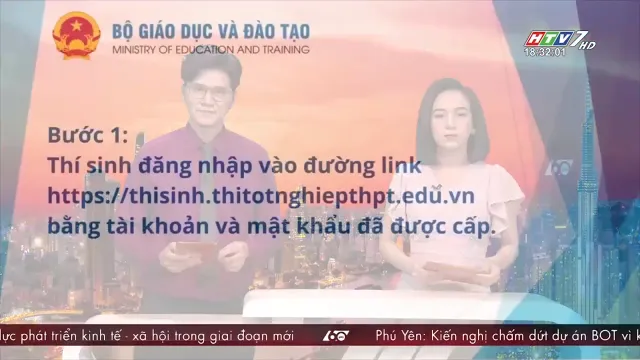 BỘ GIÁO DỤC VÀ ĐÀO TẠO
MINISTRY OF EDUCATION AND TRAINING
HTV7 HD
18:32:01
Bước 1:
Thí sinh đăng nhập vào đường link
https://thisinh.thitotnghiepthpt.edu.vn
bằng tài khoản và mật khẩu đã được cấp.
lực phát triển kinh tế - xã hội trong giai đoạn mới 60 Phú Yên: Kiến nghị chấm dứt dự án BOT vì k